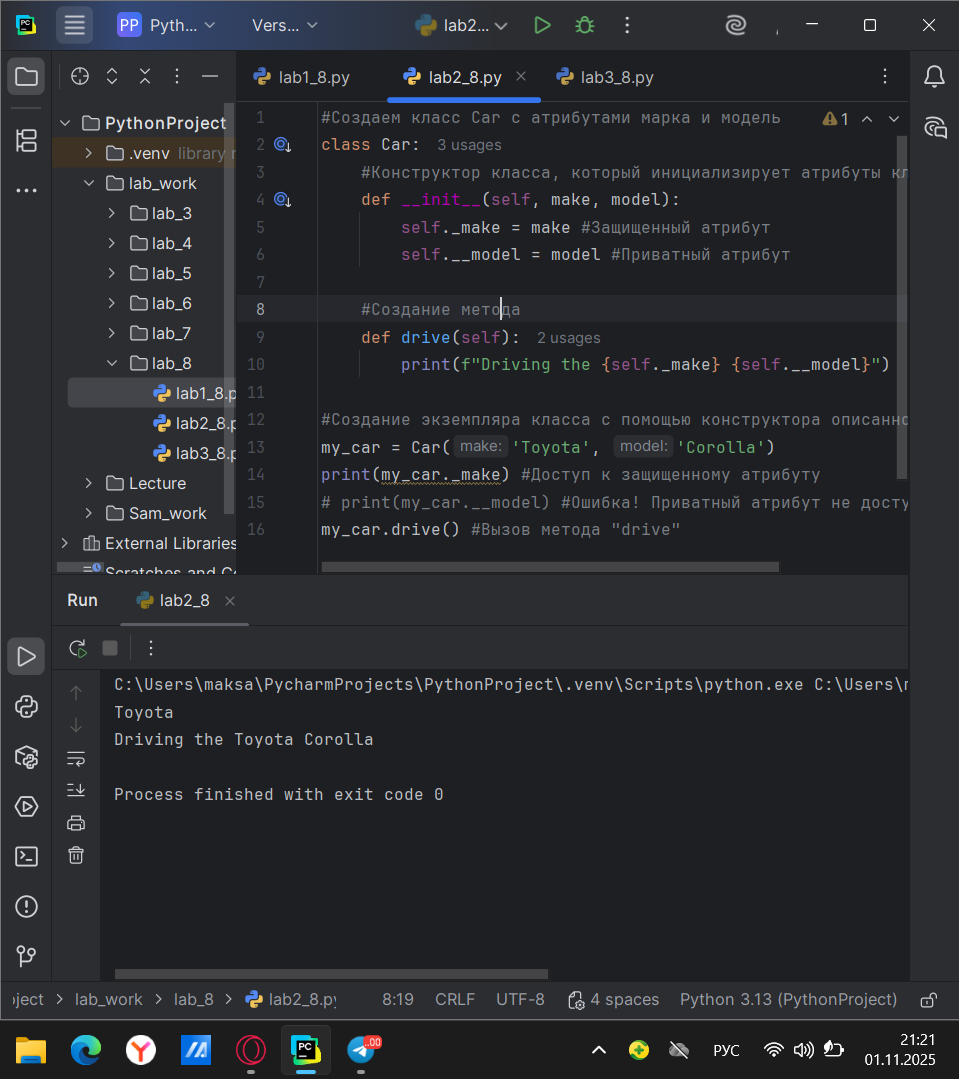 PP Pyth... Vers... lab2...
lab1_8.py lab2_8.py lab3_8.py
PythonProject
.venv library
lab_work
lab_3
lab_4
lab_5
lab_6
lab_7
lab_8
lab1_8.p
lab2_8.p
lab3_8.p
Lecture
Sam_work
External Libraries
Scratches and Co
1 #Создаем класс Car с атрибутами марка и модель 1
2 class Car: 3 usages
3 #Конструктор класса, который инициализирует атрибуты кл
4 def __init__(self, make, model):
5 self._make = make #Защищенный атрибут
6 self.__model = model #Приватный атрибут
7
8 #Создание метода
9 def drive(self): 2 usages
10 print(f"Driving the {self._make} {self.__model}")
11
12 #Создание экземпляра класса с помощью конструктора описанно
13 my_car = Car( make: 'Toyota', model: 'Corolla')
14 print(my_car._make) #Доступ к защищенному атрибуту
15 # print(my_car.__model) #Ошибка! Приватный атрибут не досту
16 my_car.drive() #Вызов метода "drive"
Run lab2_8
C:\Users\maksa\PycharmProjects\PythonProject\.venv\Scripts\python.exe C:\Users\m
Toyota
Driving the Toyota Corolla
Process finished with exit code 0
oject > lab_work > lab_8 > lab2_8.py 8:19 CRLF UTF-8 4 spaces Python 3.13 (PythonProject)
РУС
21:21
01.11.2025